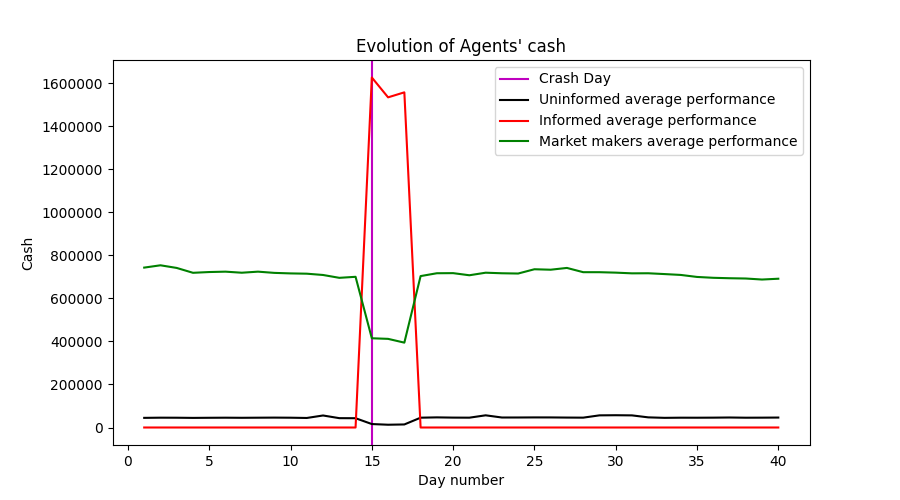 Evolution of Agents' cash
Crash Day
Uninformed average performance
Informed average performance
Market makers average performance
1600000
1400000
1200000
1000000
800000
600000
400000
200000
0
Cash
0 5 10 15 20 25 30 35 40
Day number